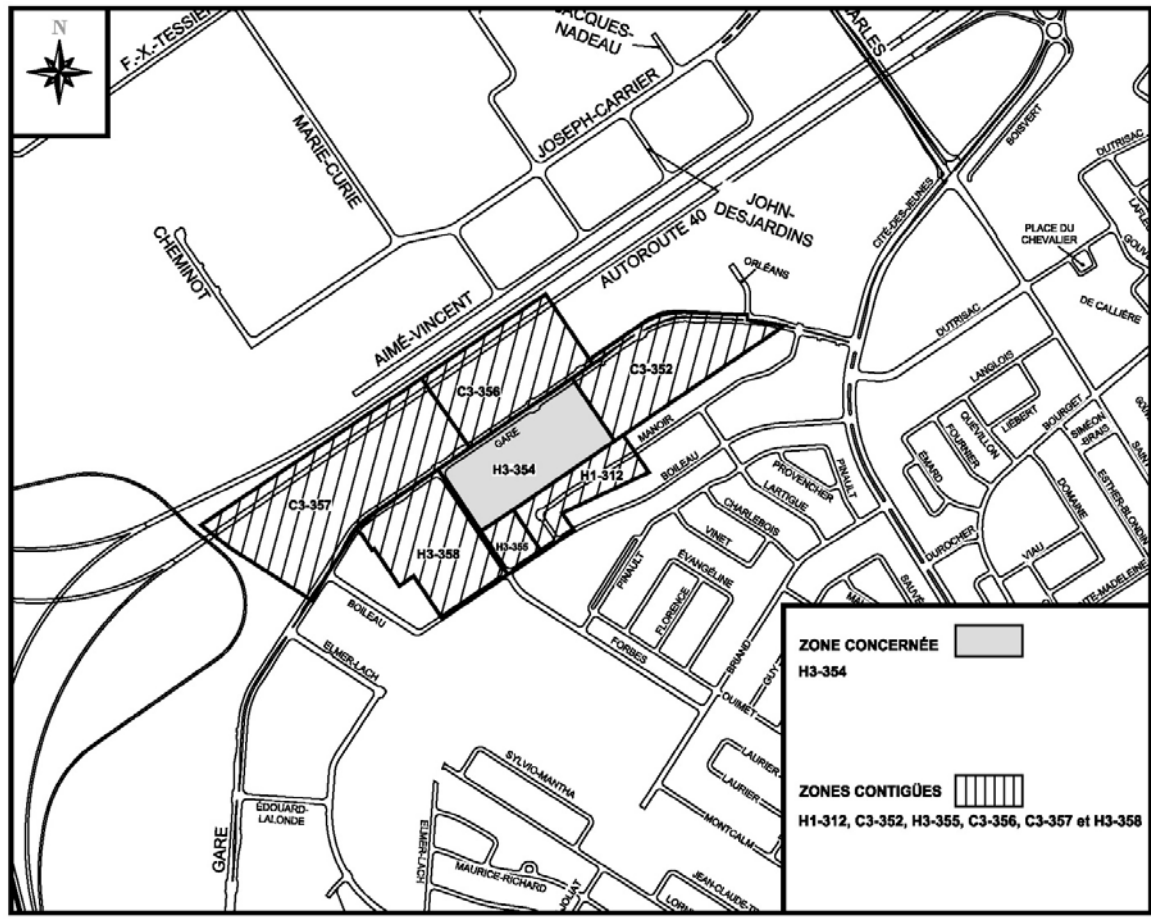 N
F.-X.-TESSIER
JACQUES-
NADEAU
CHARLES
MARIE-CURIE
JOSEPH-CARRIER
BOISVERT
DUTRISAC
CHEMINOT
JOHN-
DESJARDINS
CITÉ-DES-JEUNES
PLACE DU
CHEVALIER
AUTOROUTE 40
ORLÉANS
DE CALLIÈRE
AIMÉ-VINCENT
DUTRISAC
C3-352
C3-356
LANGLOIS
LIÉBERT
BOURGET
SIMÉON
-BRAIS
QUÉVILLON
FOURNIER
ÉMARD
GARE
MANOIR
H3-354
H1-312
BOILEAU
PROVENCHER
PINAULT
LARTIGUE
CHARLEBOIS
VINET
ESTHER-BLONDIN
DOMAINE
C3-357
H3-358
H3-355
DUROCHER
VIAU
ÉVANGÉLINE
PINAULT
FLORENCE
BOILEAU
FORBES
BRIAND
OUIMET
ELMER-LACH
ZONE CONCERNÉE
H3-354
LAURIER
LAURIER
SYLVIO-MANTHA
MONTCALM
ZONES CONTIGÜES
H1-312, C3-352, H3-355, C3-356, C3-357 et H3-358
ÉDOUARD-
LALONDE
GARE
ELMER-LACH
MAURICE-RICHARD